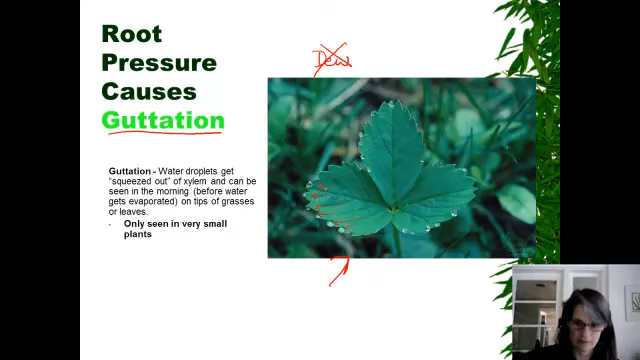 Root
Pressure
Causes
Guttation
Dew
Guttation - Water droplets get
"squeezed out" of xylem and can be
seen in the morning (before water
gets evaporated) on tips of grasses
or leaves.
• Only seen in very small
plants